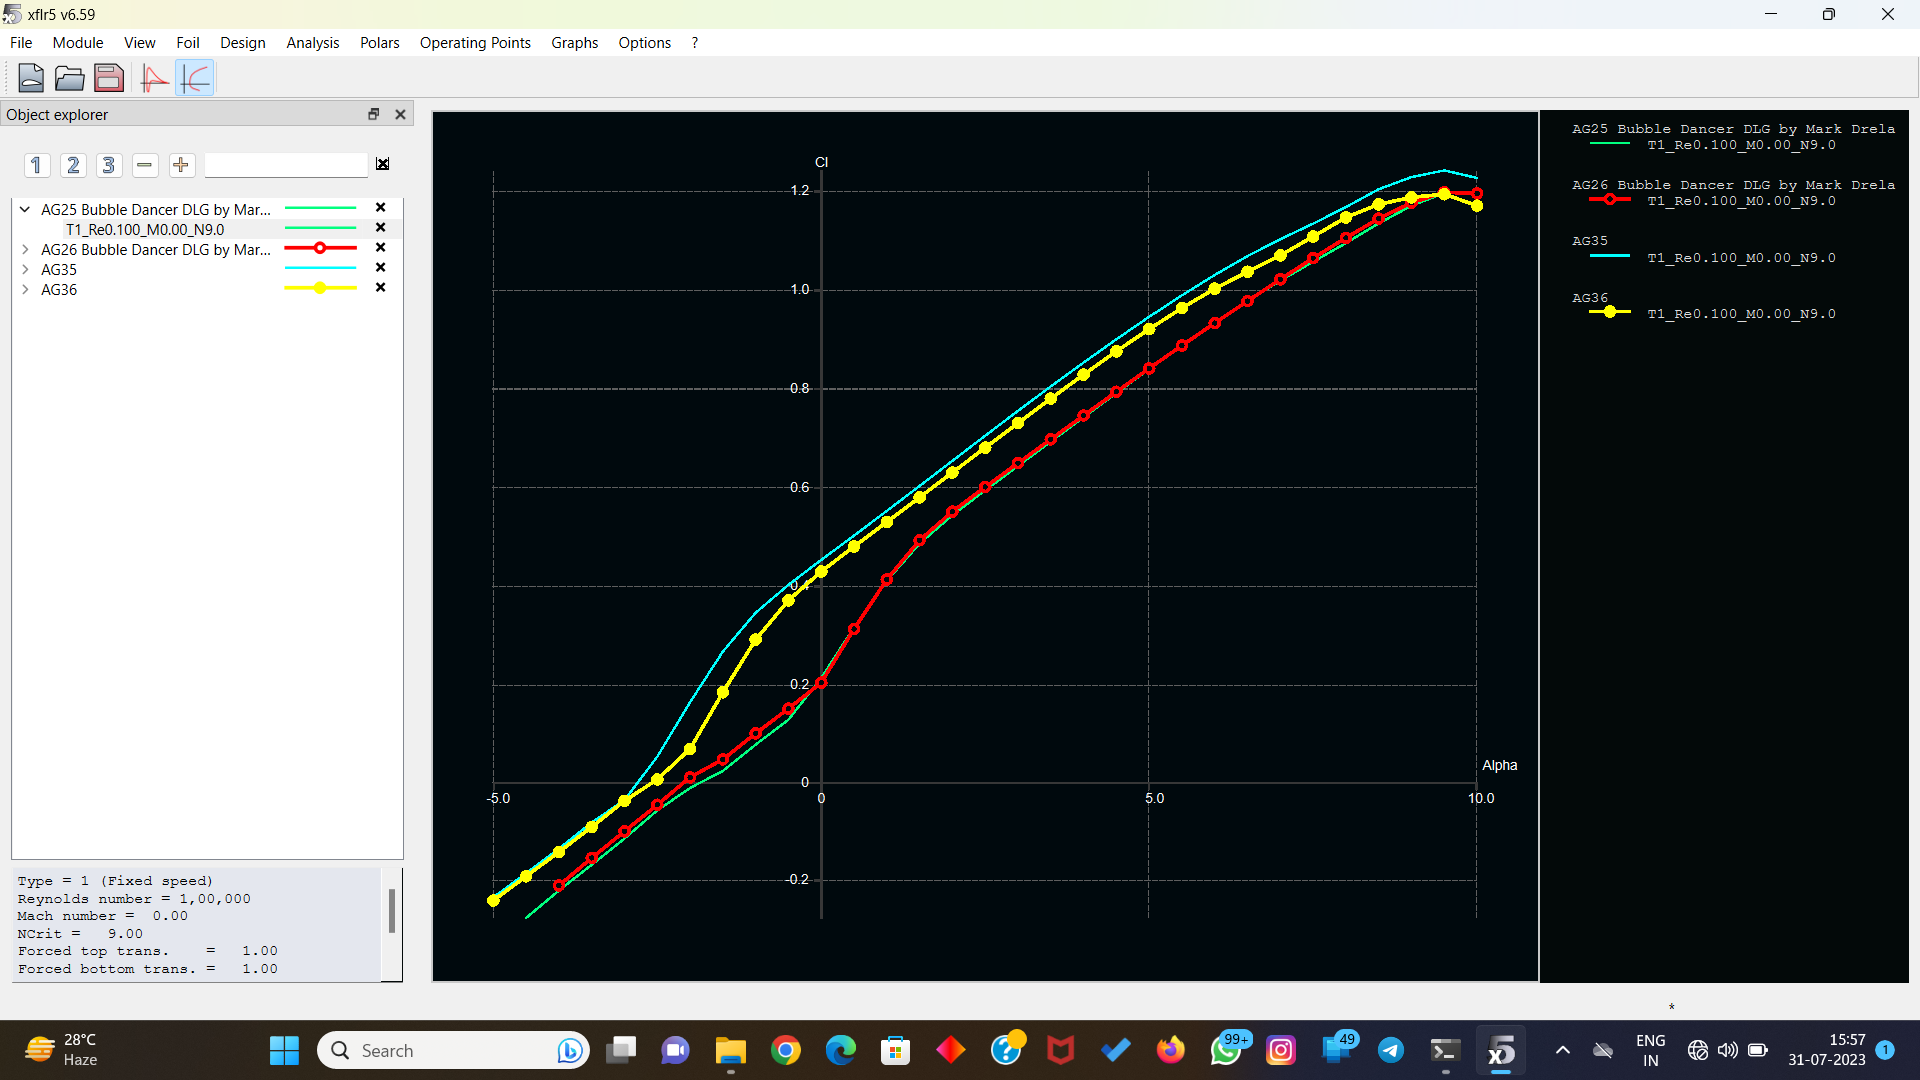 xflr5 v6.59
File Module View Foil Design Analysis Polars Operating Points Graphs Options ?
Object explorer
1 2 3
AG25 Bubble Dancer DLG by Mar...
T1_Re0.100_M0.00_N9.0
AG26 Bubble Dancer DLG by Mar...
AG35
AG36
Type = 1 (Fixed speed)
Reynolds number = 1,00,000
Mach number = 0.00
NCrit = 9.00
Forced top trans. = 1.00
Forced bottom trans. = 1.00
Cl
1.2
1.0
0.8
0.6
0.4
0.2
0
-0.2
-5.0 0 5.0 10.0
Alpha
AG25 Bubble Dancer DLG by Mark Drela
T1_Re0.100_M0.00_N9.0
AG26 Bubble Dancer DLG by Mark Drela
T1_Re0.100_M0.00_N9.0
AG35
T1_Re0.100_M0.00_N9.0
AG36
T1_Re0.100_M0.00_N9.0
*
28°C
Haze
Search
99+
49
x5
ENG
IN
15:57
31-07-2023
1